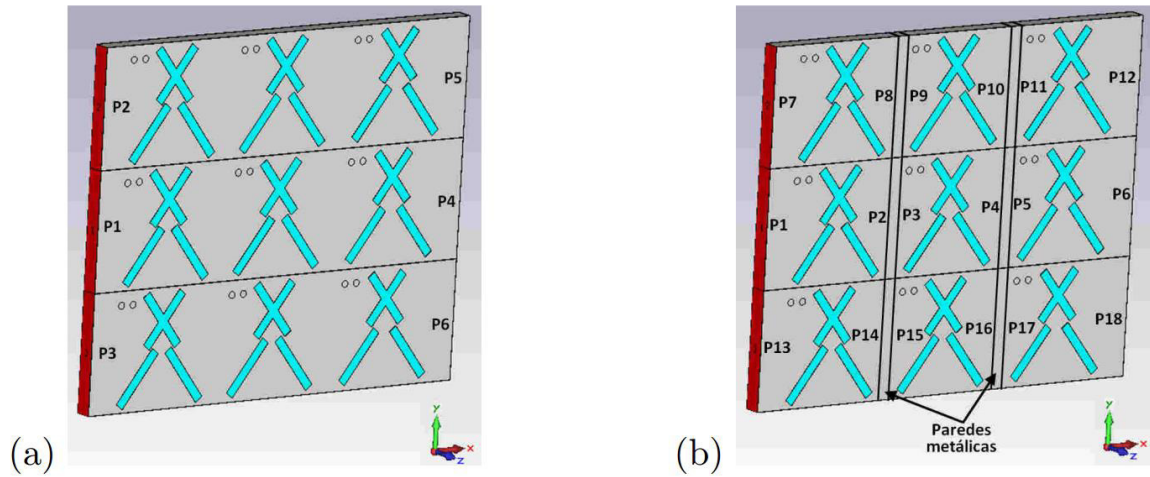 P2 P5
P1 P4
P3 P6
y
x
z
(a)
P7 P8 P9 P10 P11 P12
P1 P2 P3 P4 P5 P6
P13 P14 P15 P16 P17 P18
Paredes
metálicas
y
x
z
(b)